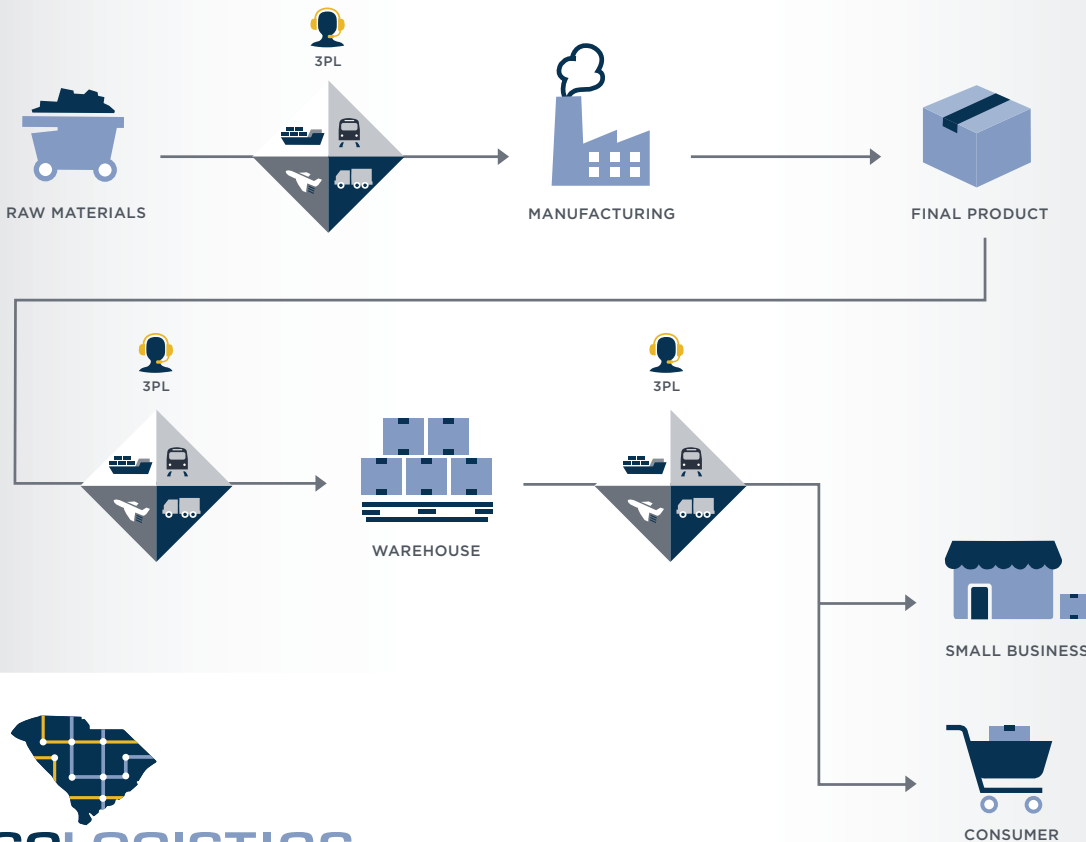 3PL
RAW MATERIALS
MANUFACTURING
FINAL PRODUCT
3PL
3PL
WAREHOUSE
SMALL BUSINESS
CONSUMER